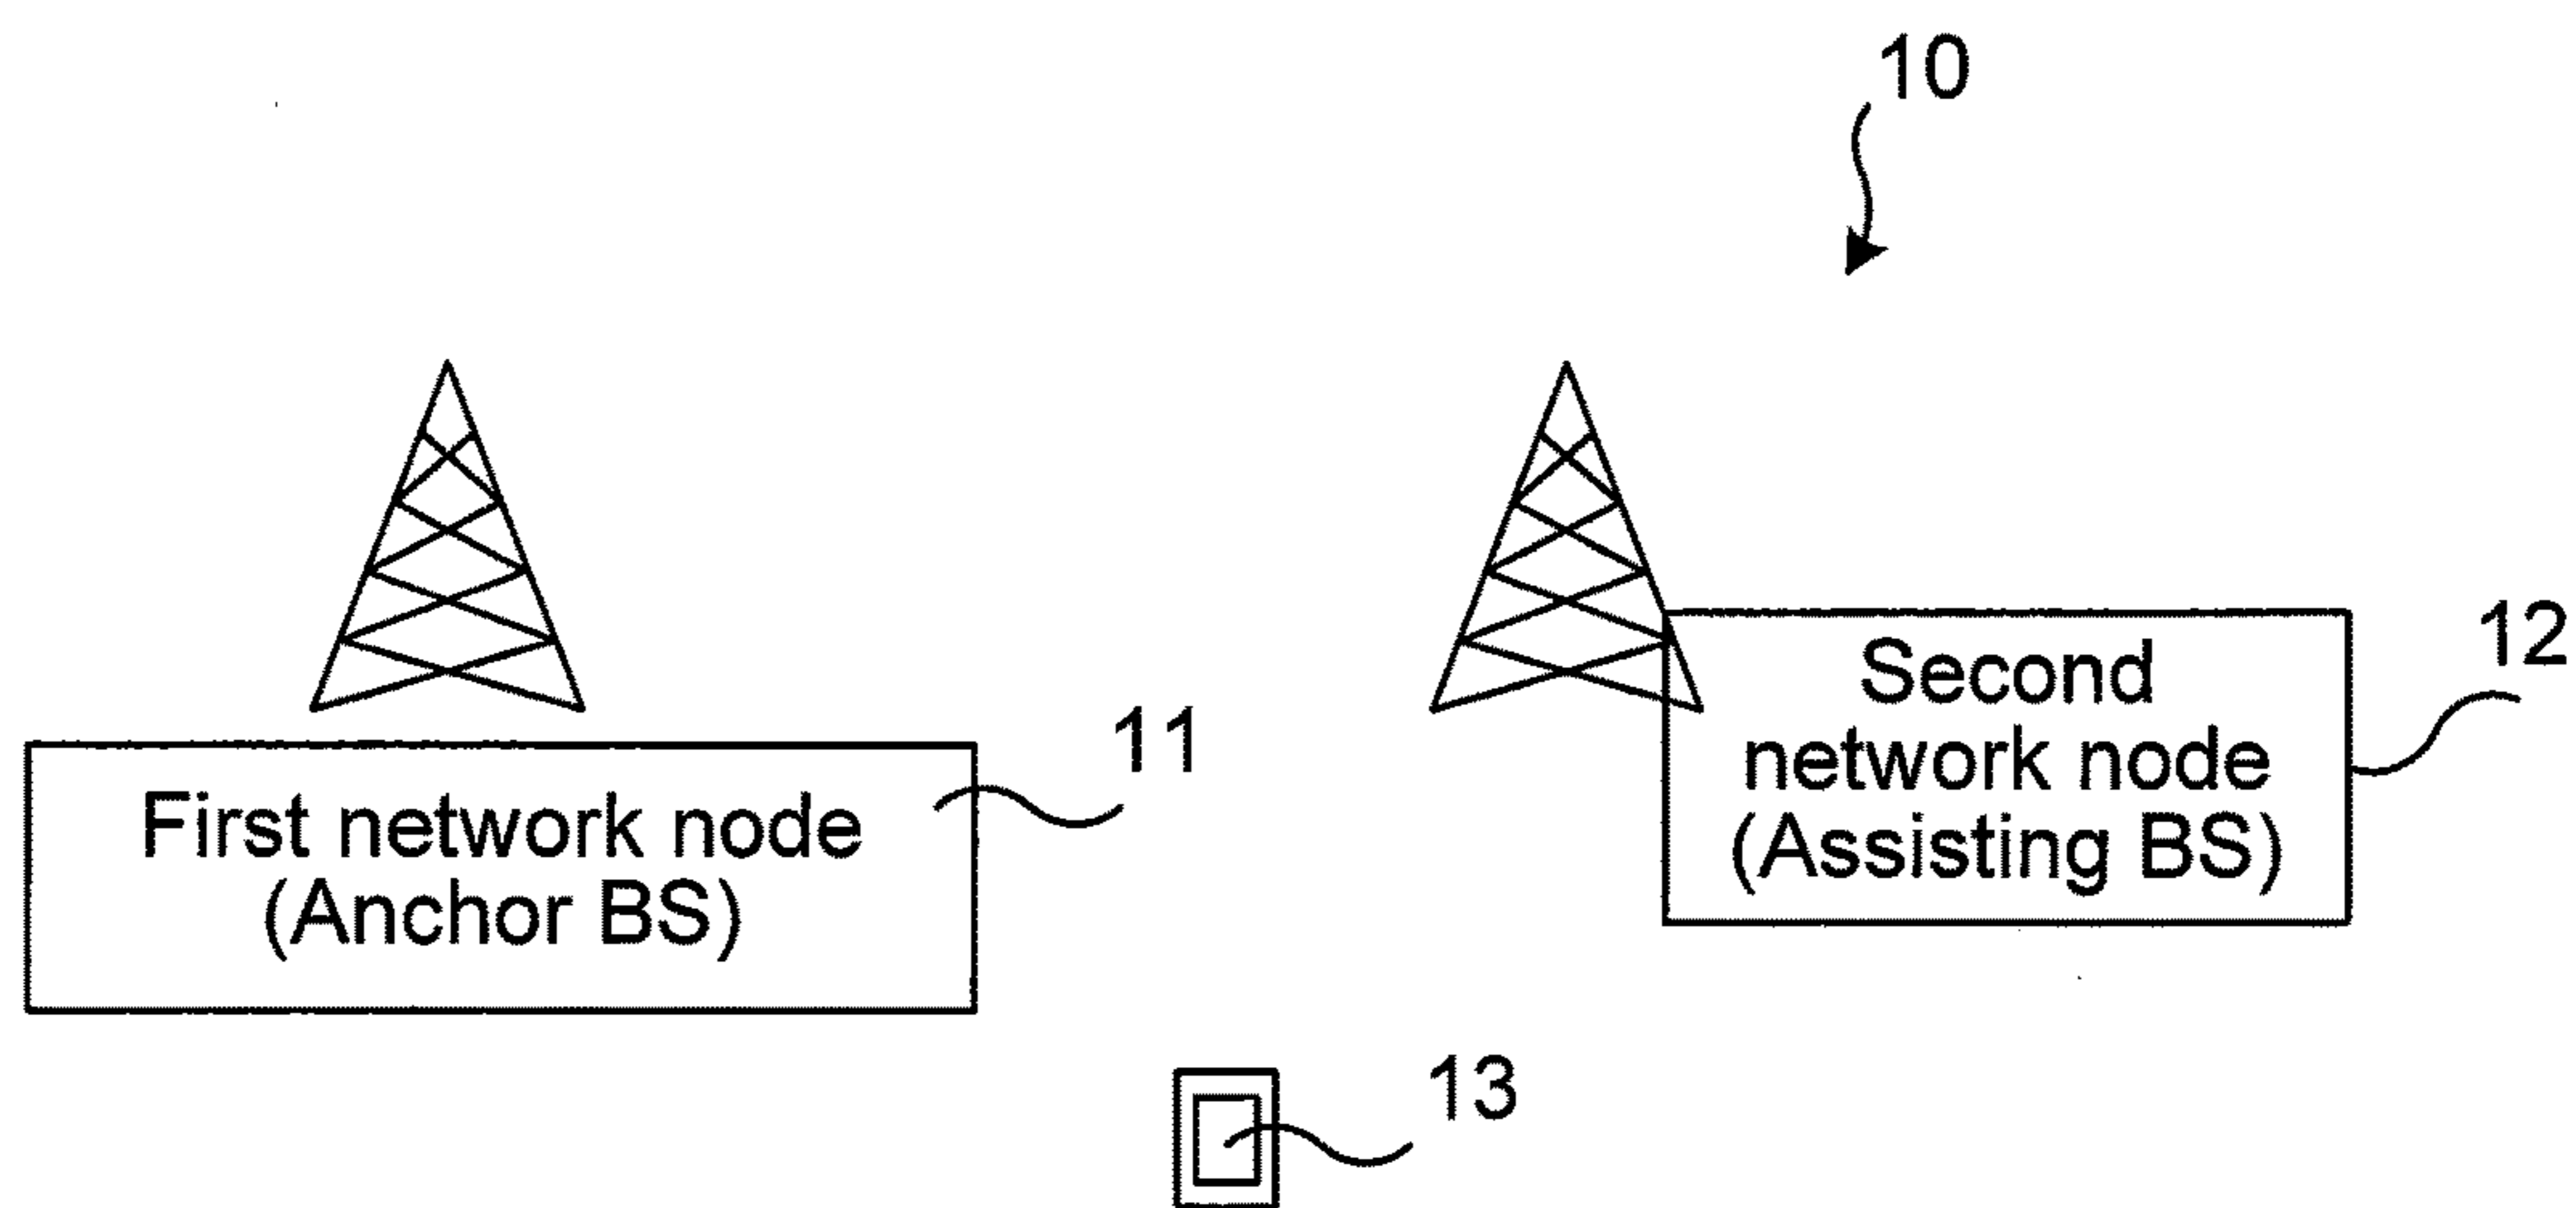 10
11
First network node
(Anchor BS)
12
Second
network node
(Assisting BS)
13